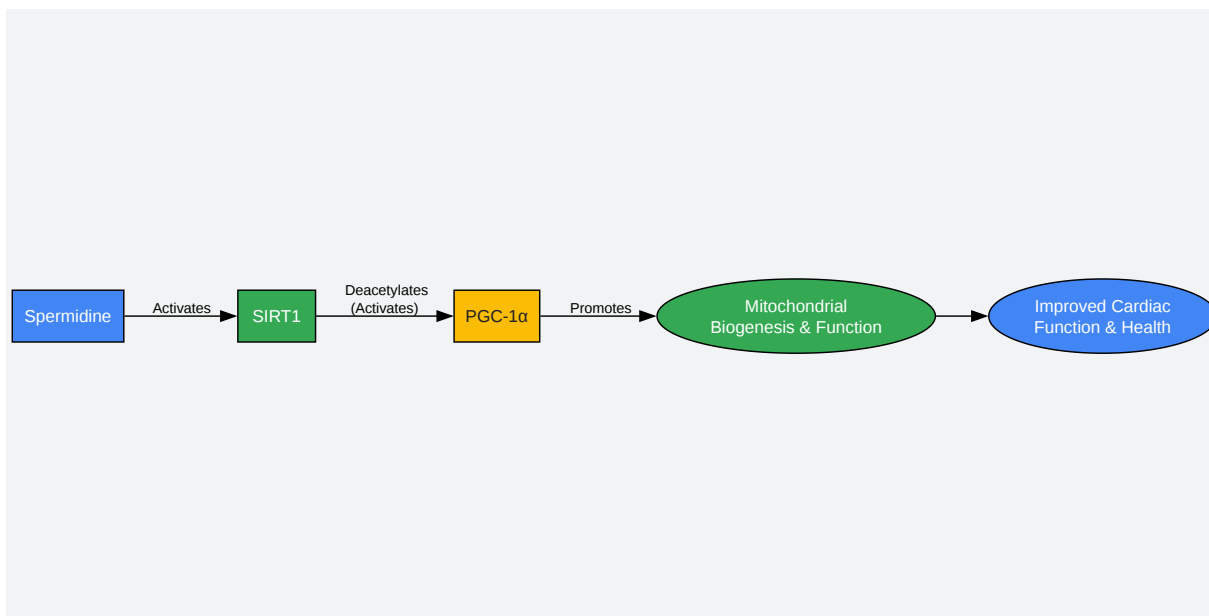 Spermidine
Activates
SIRT1
Deacetylates
(Activates)
PGC-1α
Promotes
Mitochondrial
Biogenesis & Function
Improved Cardiac
Function & Health